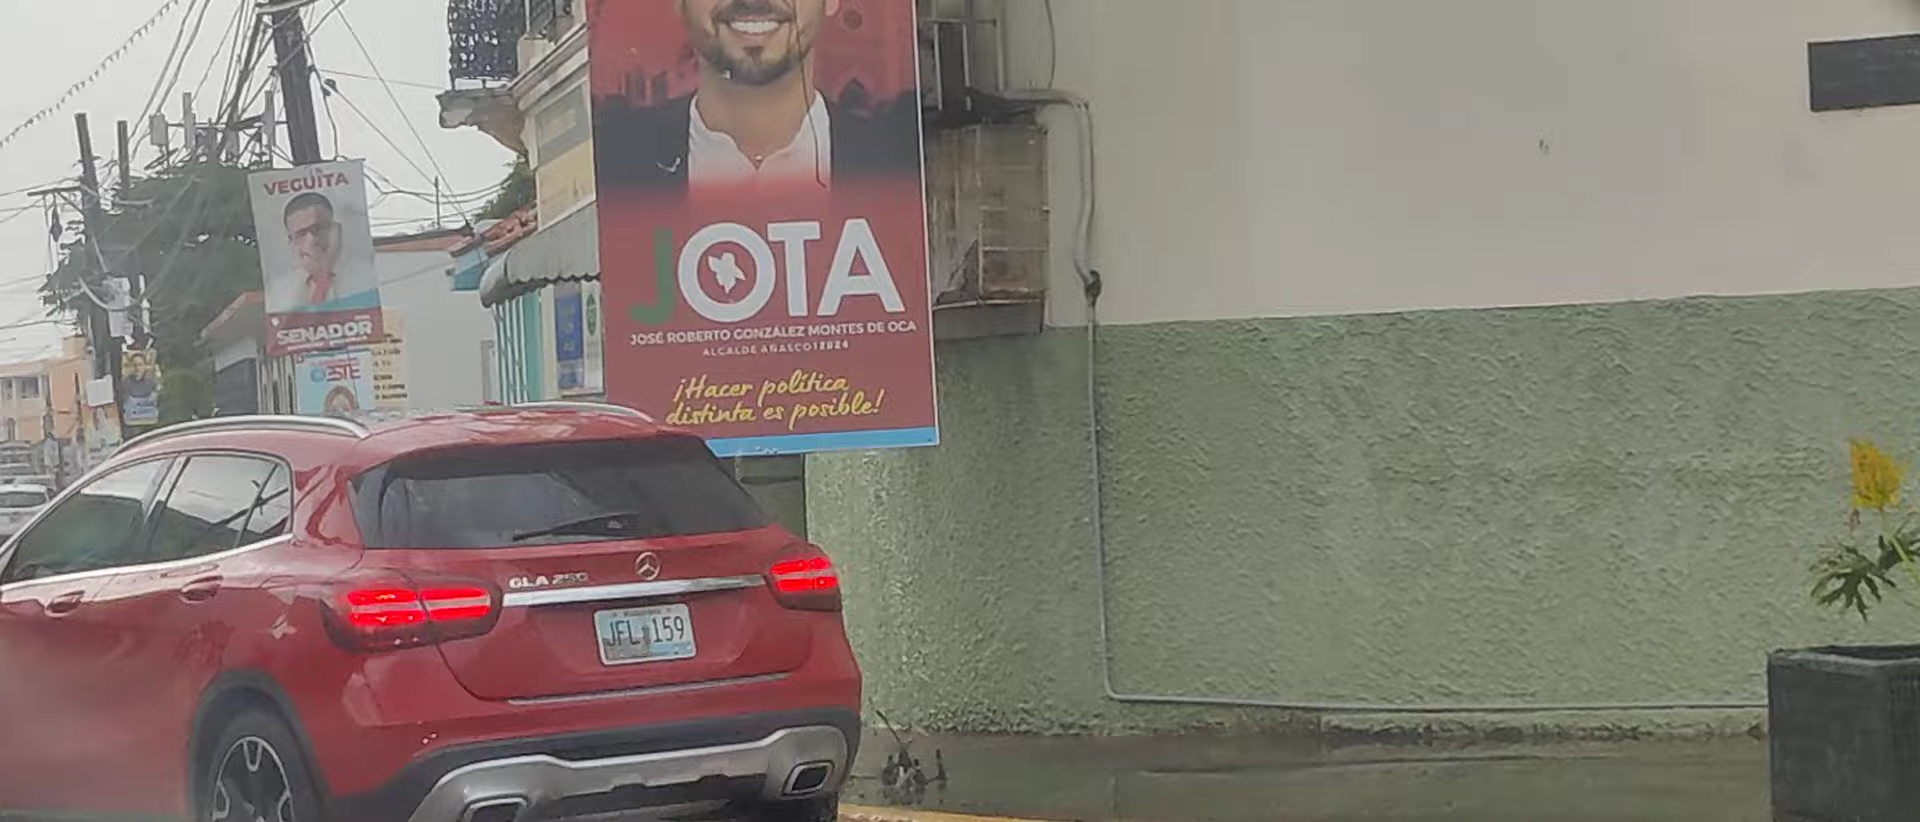 VEGUITA
SENADOR
OESTE
JOTA
JOSÉ ROBERTO GONZÁLEZ MONTES DE OCA
ALCALDE AÑASCO 2024
¡Hacer política
distinta es posible!
GLA 250
JFL 159